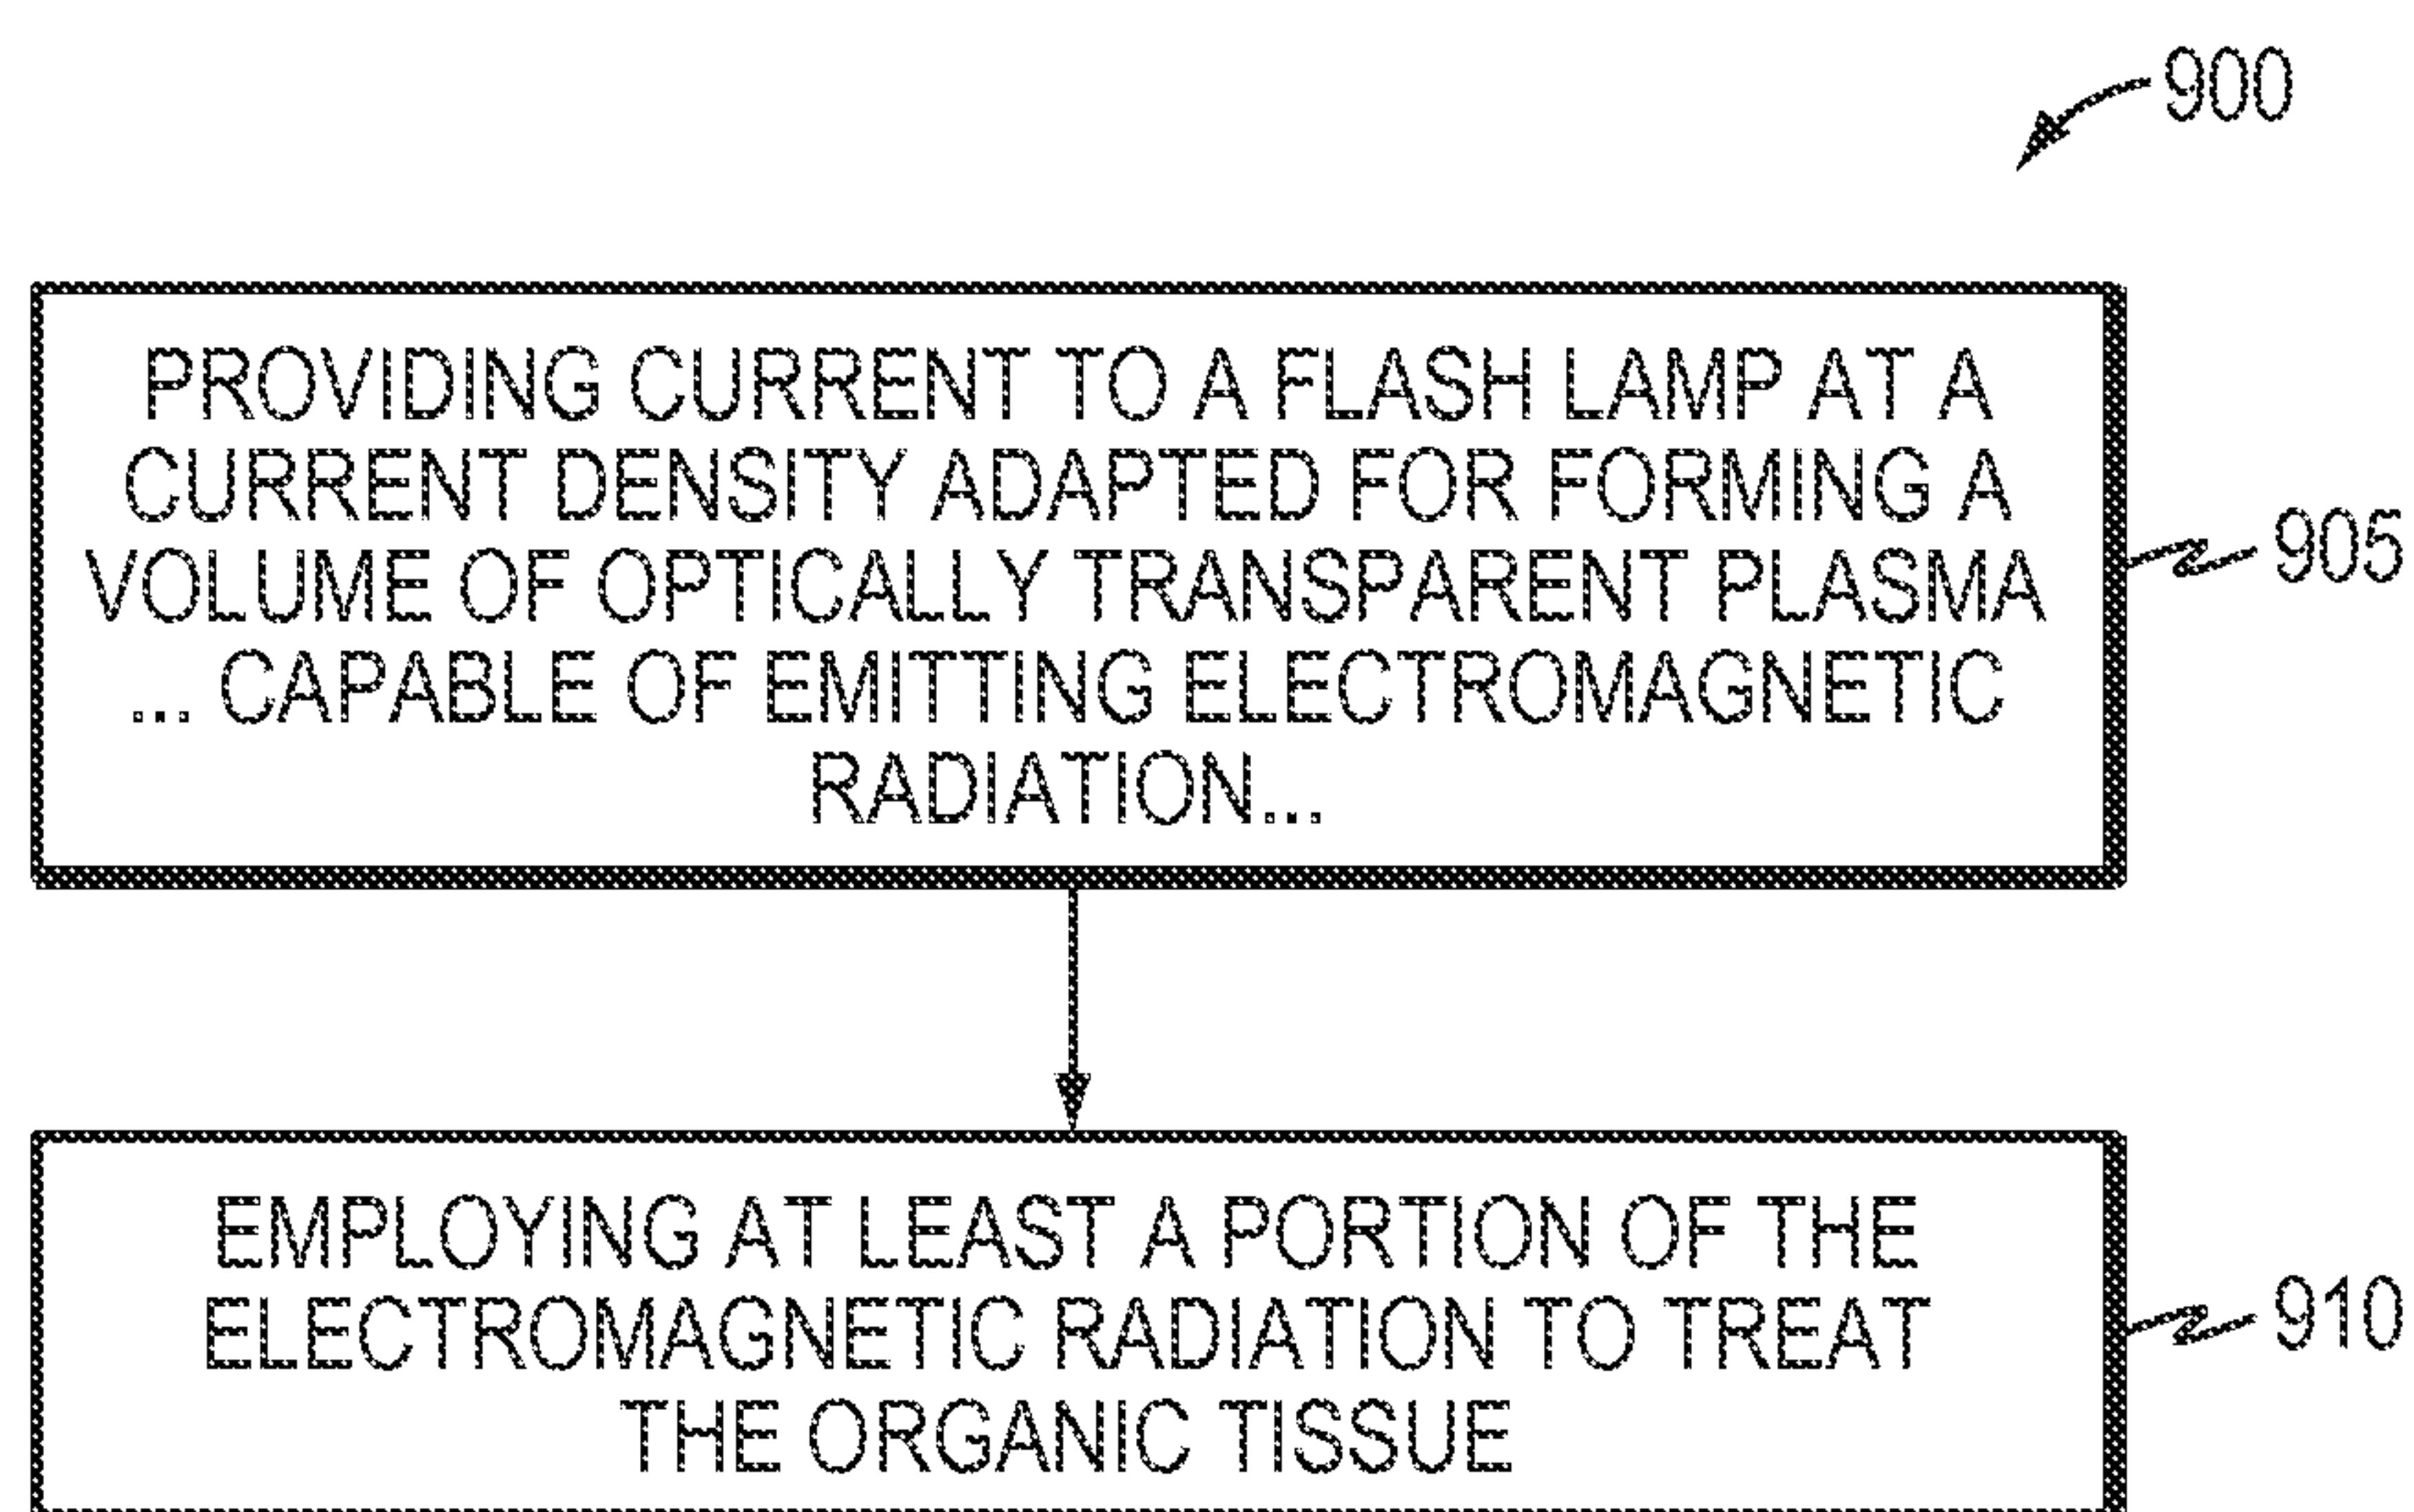 900
PROVIDING CURRENT TO A FLASH LAMP AT A
CURRENT DENSITY ADAPTED FOR FORMING A
VOLUME OF OPTICALLY TRANSPARENT PLASMA
... CAPABLE OF EMITTING ELECTROMAGNETIC
RADIATION...
905
EMPLOYING AT LEAST A PORTION OF THE
ELECTROMAGNETIC RADIATION TO TREAT
THE ORGANIC TISSUE
910